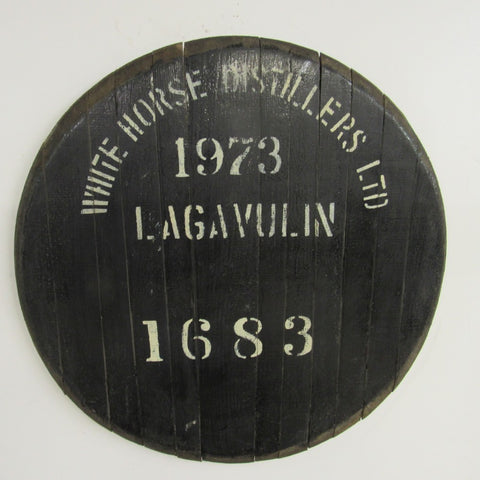 WHITE HORSE DISTILLERS LTD
1973
LAGAVULIN
1683